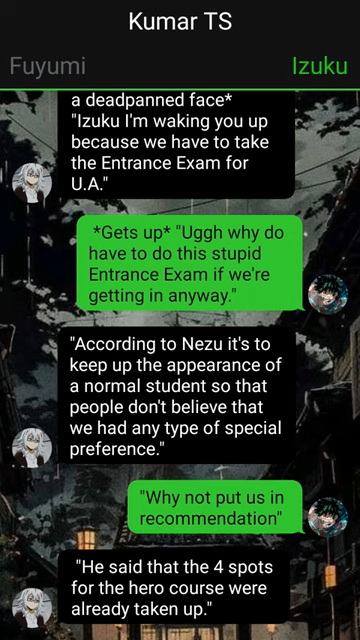 Kumar TS
Fuyumi
Izuku
a deadpanned face*
"Izuku I'm waking you up
because we have to take
the Entrance Exam for
U.A."
*Gets up* "Uggh why do
have to do this stupid
Entrance Exam if we're
getting in anyway."
"According to Nezu it's to
keep up the appearance of
a normal student so that
people don't believe that
we had any type of special
preference."
"Why not put us in
recommendation"
"He said that the 4 spots
for the hero course were
already taken up."